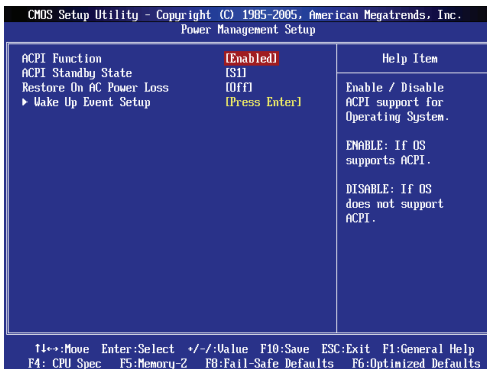 CMOS Setup Utility - Copyright (C) 1985-2005, American Megatrends, Inc.
Power Management Setup
ACPI Function [Enabled]
ACPI Standby State [S1]
Restore On AC Power Loss [Off]
▶ Wake Up Event Setup [Press Enter]
Help Item
Enable / Disable
ACPI support for
Operating System.
ENABLE: If OS
supports ACPI.
DISABLE: If OS
does not support
ACPI.
↑↓←→:Move Enter:Select +/-/:Value F10:Save ESC:Exit F1:General Help
F4: CPU Spec F5:Memory-Z F8:Fail-Safe Defaults F6:Optimized Defaults